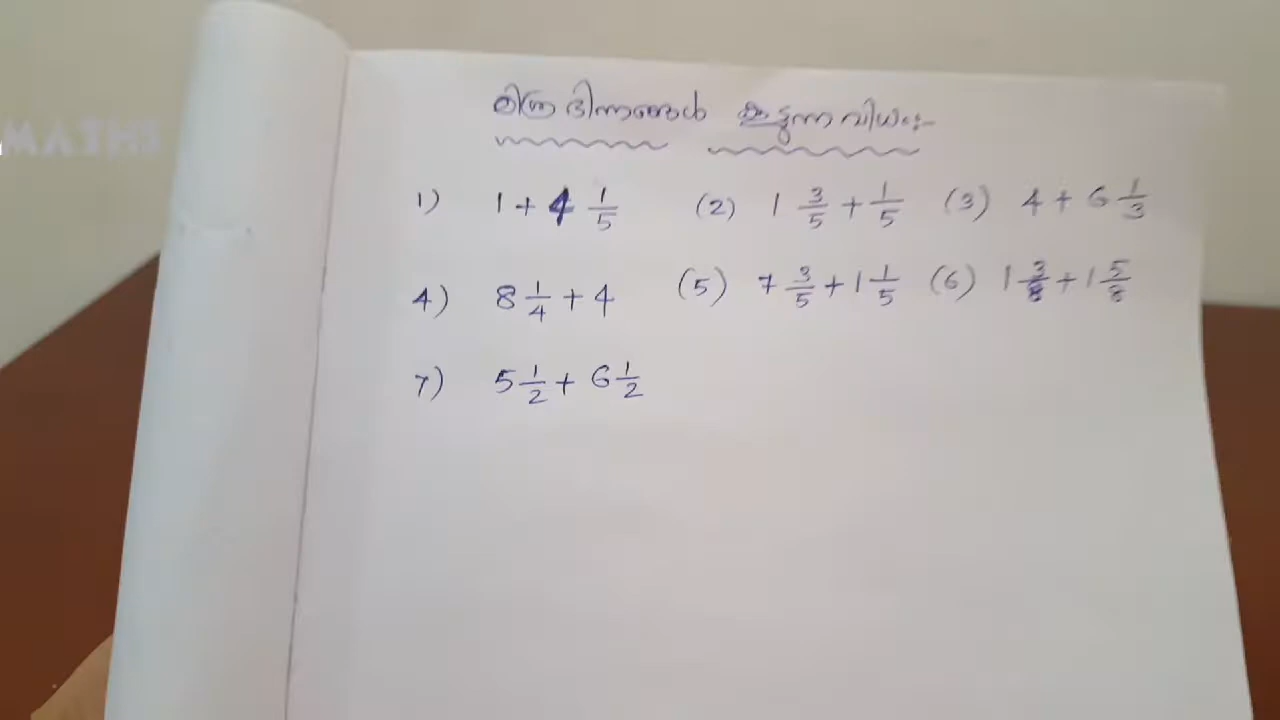 മിശ്ര ഭിന്നങ്ങൾ കൂട്ടുന്ന വിധം:-
1) 1 + 4 1/5 (2) 1 3/5 + 1/5 (3) 4 + 6 1/3
4) 8 1/4 + 4 (5) 7 3/5 + 1 1/5 (6) 1 3/8 + 1 5/8
7) 5 1/2 + 6 1/2